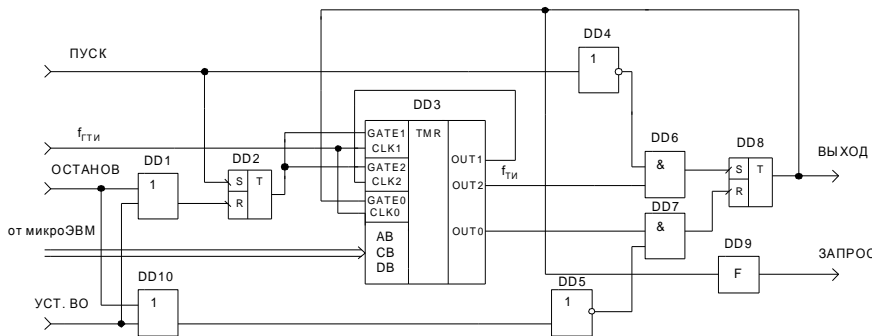 DD4
ПУСК
1
DD3
fГТИ
GATE1
TMR
CLK1
OUT1
DD6
DD8
ОСТАНОВ
DD1
DD2
GATE2
CLK2
fТИ
&
S
T
R
ВЫХОД
1
S
T
R
OUT2
DD7
GATE0
CLK0
OUT0
&
DD9
от микроЭВМ
AB
CB
DB
F
ЗАПРОС
DD10
DD5
УСТ. ВО
1
1